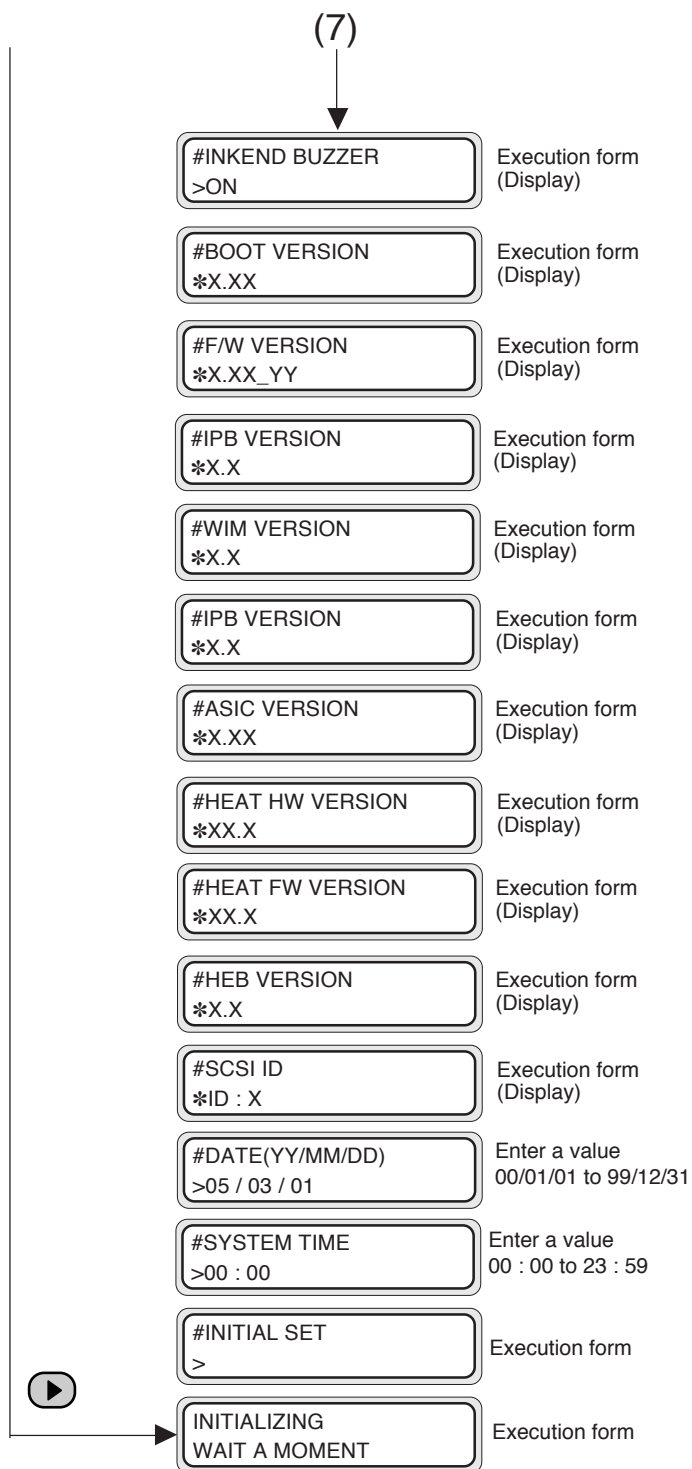 (7)
#INKEND BUZZER
>ON
Execution form
(Display)
#BOOT VERSION
✻X.XX
Execution form
(Display)
#F/W VERSION
✻X.XX_YY
Execution form
(Display)
#IPB VERSION
✻X.X
Execution form
(Display)
#WIM VERSION
✻X.X
Execution form
(Display)
#IPB VERSION
✻X.X
Execution form
(Display)
#ASIC VERSION
✻X.XX
Execution form
(Display)
#HEAT HW VERSION
✻XX.X
Execution form
(Display)
#HEAT FW VERSION
✻XX.X
Execution form
(Display)
#HEB VERSION
✻X.X
Execution form
(Display)
#SCSI ID
✻ID : X
Execution form
(Display)
#DATE(YY/MM/DD)
>05 / 03 / 01
Enter a value
00/01/01 to 99/12/31
#SYSTEM TIME
>00 : 00
Enter a value
00 : 00 to 23 : 59
#INITIAL SET
>
Execution form
INITIALIZING
WAIT A MOMENT
Execution form